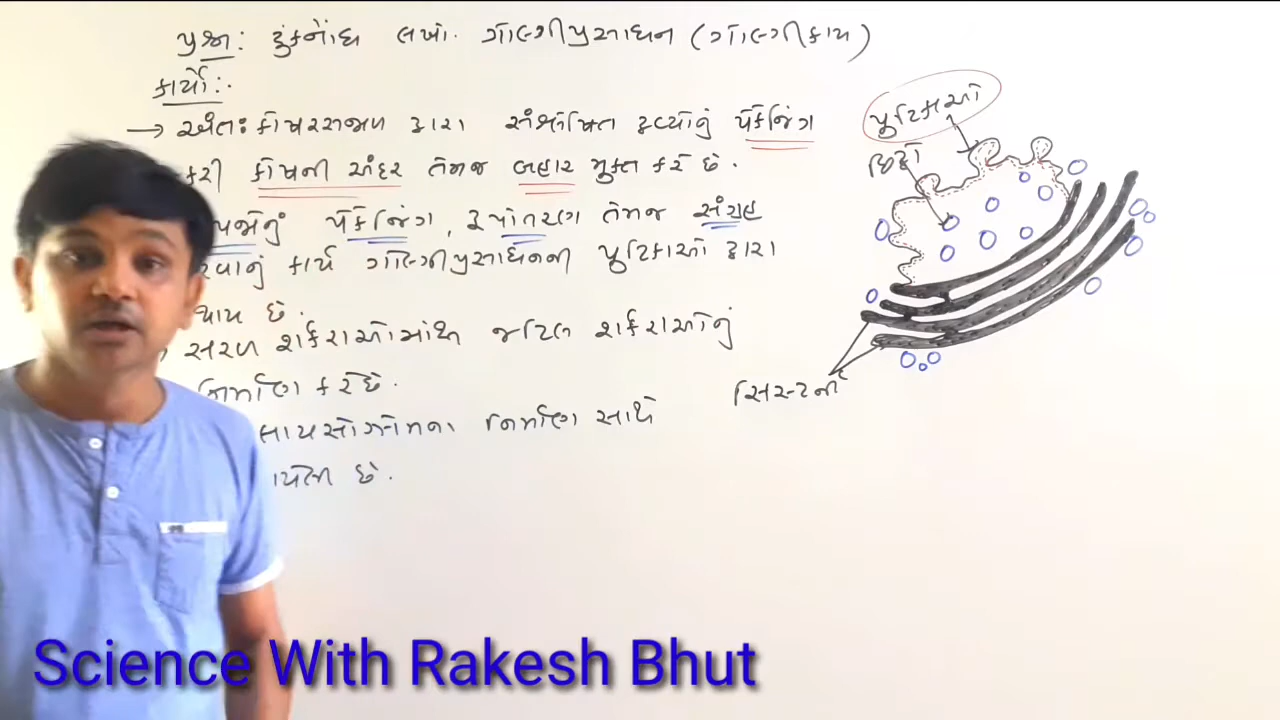 પ્રશ્ન: ટુંકનોંધ લખો. ગોલ્ગીપ્રસાધન (ગોલ્ગીકાય)
કાર્યો:-
→ અંતઃકોષરસજાળ દ્વારા સંશ્લેષિત દ્રવ્યોનું પેકેજિંગ
કરી કોષની અંદર તેમજ બહાર મુક્ત કરે છે.
પેકેજિંગ, રૂપાંતરણ તેમજ સંગ્રહ
કાર્ય ગોલ્ગીપ્રસાધનની પુટિકાઓ દ્વારા
થાય છે.
સરળ શર્કરાઓમાંથી જટિલ શર્કરાઓનું
નિર્માણ કરે છે.
લાયસોઝોમના નિર્માણ સાથે
છે.
પુટિકાઓ
છિદ્રો
સિસ્ટર્ની
Science With Rakesh Bhut